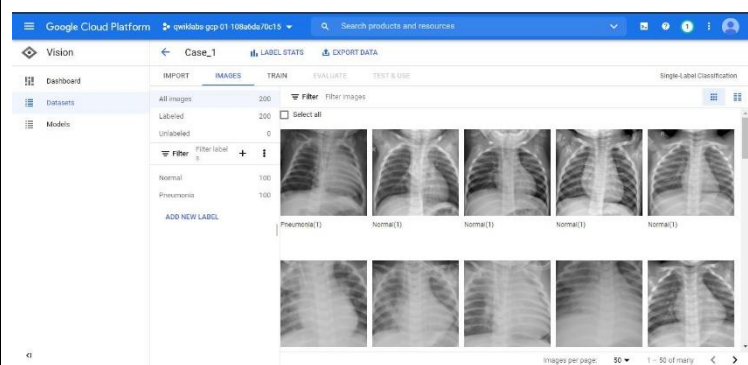 Google Cloud Platform
qwiklabs-gcp-01-108a6da70c15
Search products and resources
1
Vision
Case_1
LABEL STATS
EXPORT DATA
Dashboard
Datasets
Models
IMPORT
IMAGES
TRAIN
EVALUATE
TEST & USE
Single-Label Classification
All images 200
Labeled 200
Unlabeled 0
Filter Filter label
s
Normal 100
Pneumonia 100
ADD NEW LABEL
Filter Filter images
Select all
Pneumonia(1)
Normal(1)
Normal(1)
Normal(1)
Normal(1)
Images per page: 50
1 – 50 of many